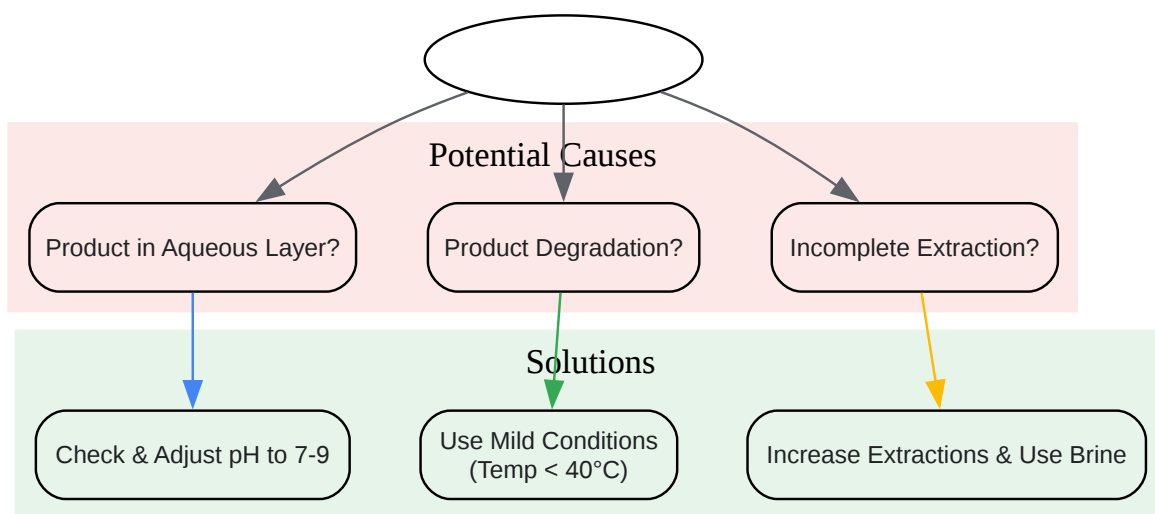 Potential Causes
Product in Aqueous Layer?
Product Degradation?
Incomplete Extraction?
Solutions
Check & Adjust pH to 7-9
Use Mild Conditions
(Temp < 40°C)
Increase Extractions & Use Brine